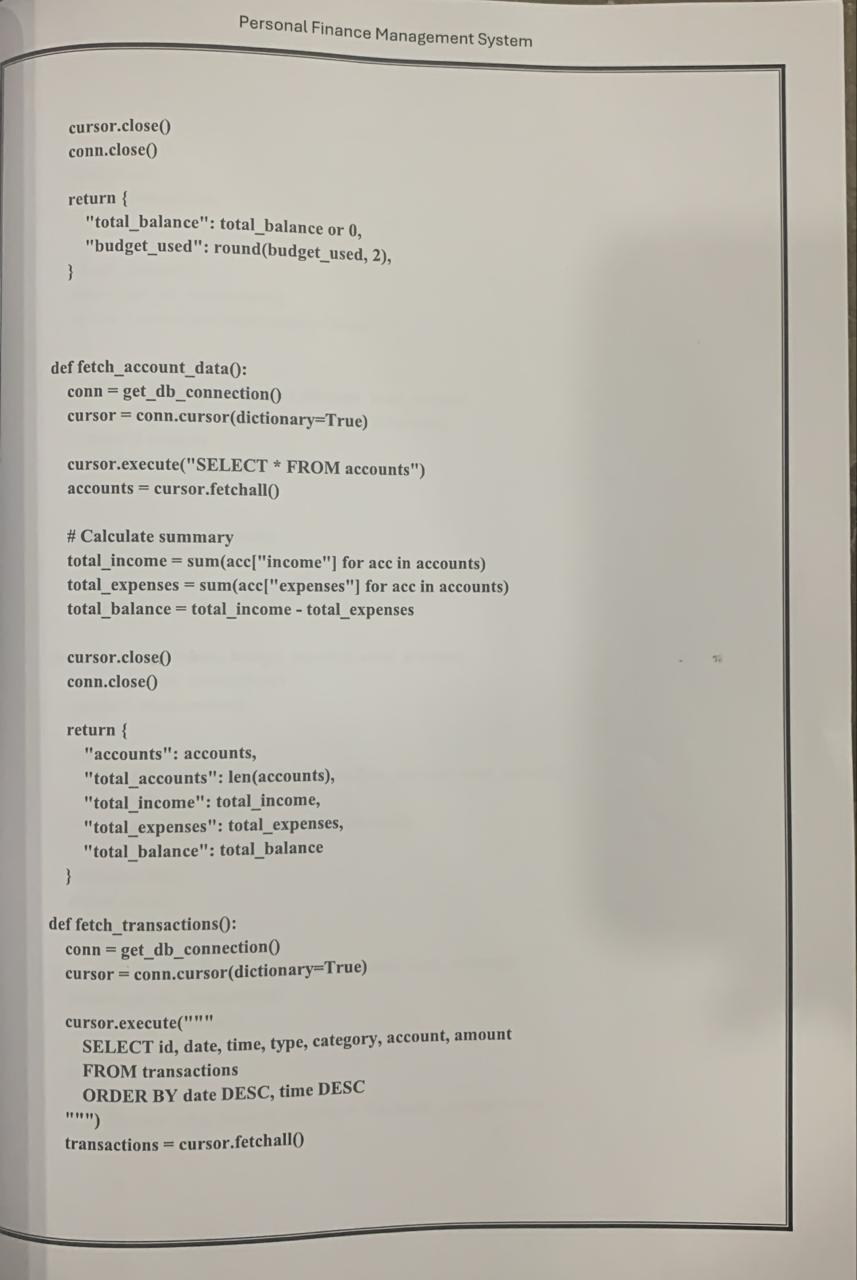 Personal Finance Management System
cursor.close()
conn.close()
return {
"total_balance": total_balance or 0,
"budget_used": round(budget_used, 2),
}
def fetch_account_data():
conn = get_db_connection()
cursor = conn.cursor(dictionary=True)
cursor.execute("SELECT * FROM accounts")
accounts = cursor.fetchall()
# Calculate summary
total_income = sum(acc["income"] for acc in accounts)
total_expenses = sum(acc["expenses"] for acc in accounts)
total_balance = total_income - total_expenses
cursor.close()
conn.close()
return {
"accounts": accounts,
"total_accounts": len(accounts),
"total_income": total_income,
"total_expenses": total_expenses,
"total_balance": total_balance
}
def fetch_transactions():
conn = get_db_connection()
cursor = conn.cursor(dictionary=True)
cursor.execute("""
SELECT id, date, time, type, category, account, amount
FROM transactions
ORDER BY date DESC, time DESC
""")
transactions = cursor.fetchall()